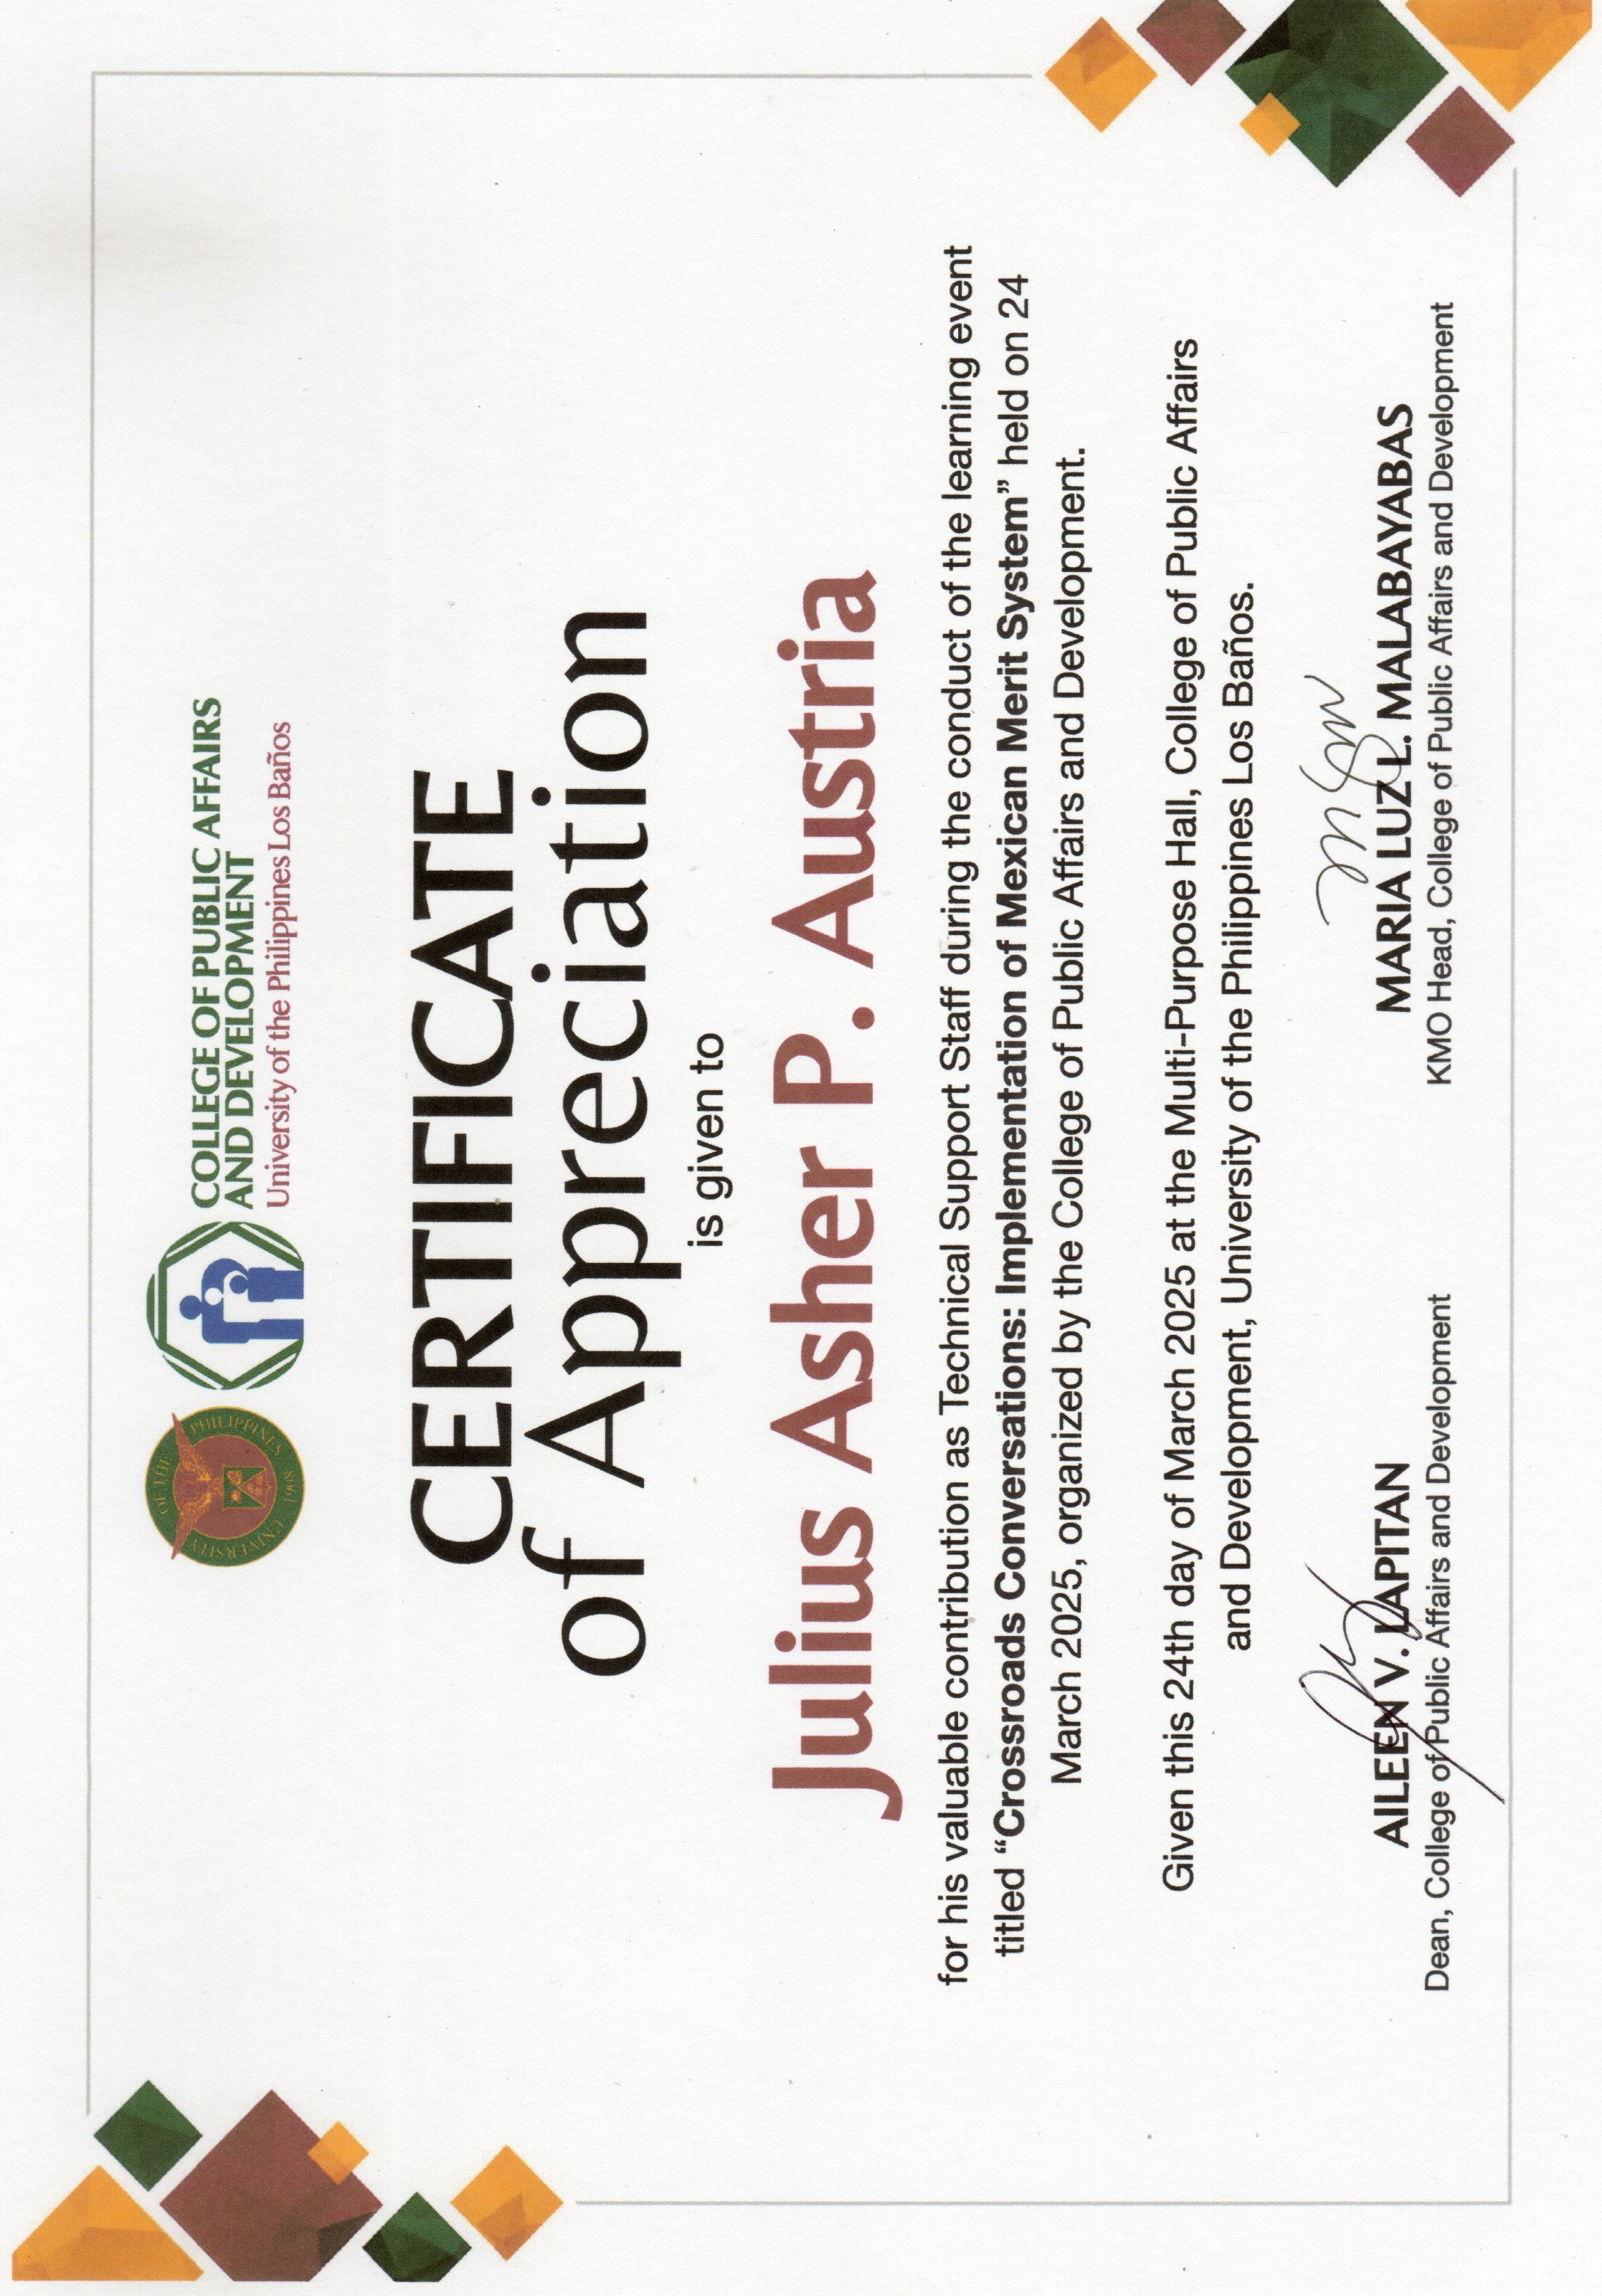 UNIVERSITY OF THE PHILIPPINES
1908
COLLEGE OF PUBLIC AFFAIRS
AND DEVELOPMENT
University of the Philippines Los Baños
CERTIFICATE
of Appreciation
is given to
Julius Asher P. Austria
for his valuable contribution as Technical Support Staff during the conduct of the learning event
titled “Crossroads Conversations: Implementation of Mexican Merit System” held on 24
March 2025, organized by the College of Public Affairs and Development.
Given this 24th day of March 2025 at the Multi-Purpose Hall, College of Public Affairs
and Development, University of the Philippines Los Baños.
AILEEN V. LAPITAN
Dean, College of Public Affairs and Development
MARIA LUZ L. MALABAYABAS
KMO Head, College of Public Affairs and Development